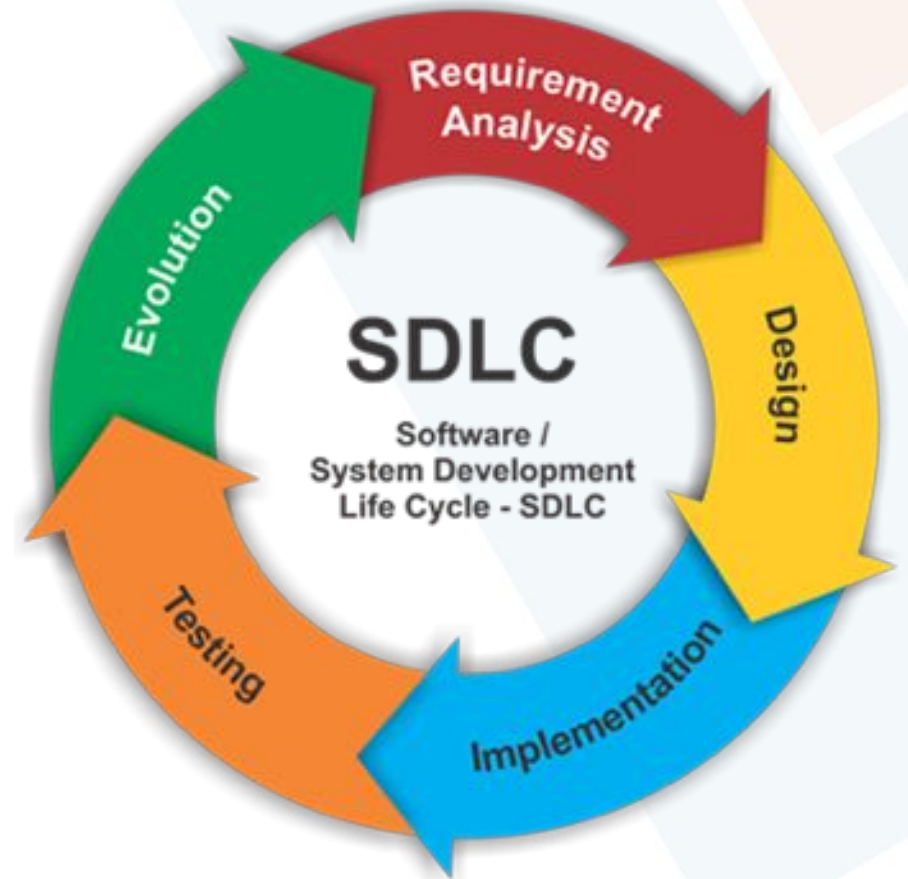 Requirement
Analysis
Design
Implementation
Testing
Evolution
SDLC
Software /
System Development
Life Cycle - SDLC